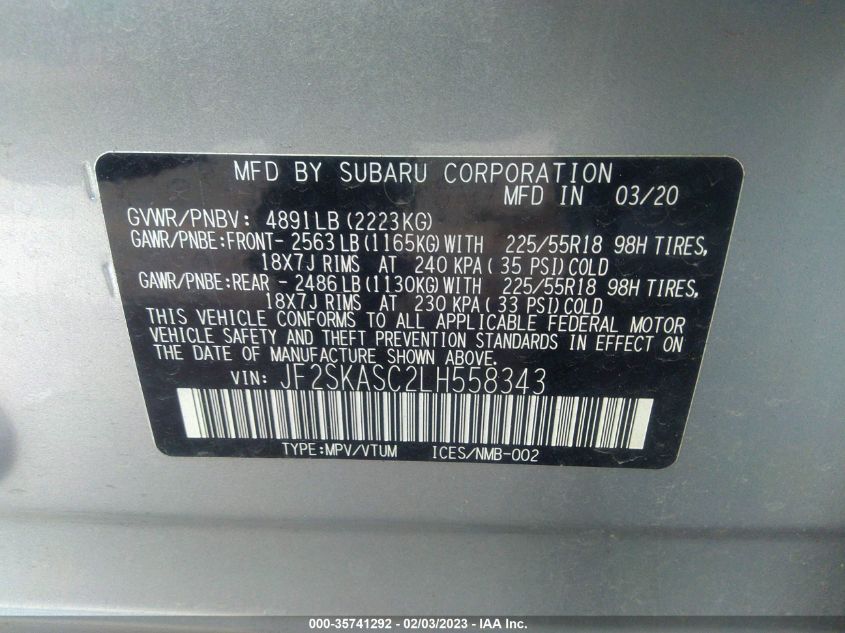 MFD BY SUBARU CORPORATION
MFD IN 03/20
GVWR/PNBV: 4891LB(2223KG)
GAWR/PNBE:FRONT- 2563LB(1165KG)WITH 225/55R18 98H TIRES,
18X7J RIMS AT 240 KPA( 35 PSI)COLD
GAWR/PNBE:REAR - 2486LB(1130KG)WITH 225/55R18 98H TIRES,
18X7J RIMS AT 230 KPA( 33 PSI)COLD
THIS VEHICLE CONFORMS TO ALL APPLICABLE FEDERAL MOTOR
VEHICLE SAFETY AND THEFT PREVENTION STANDARDS IN EFFECT ON
THE DATE OF MANUFACTURE SHOWN ABOVE.
VIN: JF2SKASC2LH558343
TYPE:MPV/VTUM ICES/NMB-002
000-35741292 - 02/03/2023 - IAA Inc.